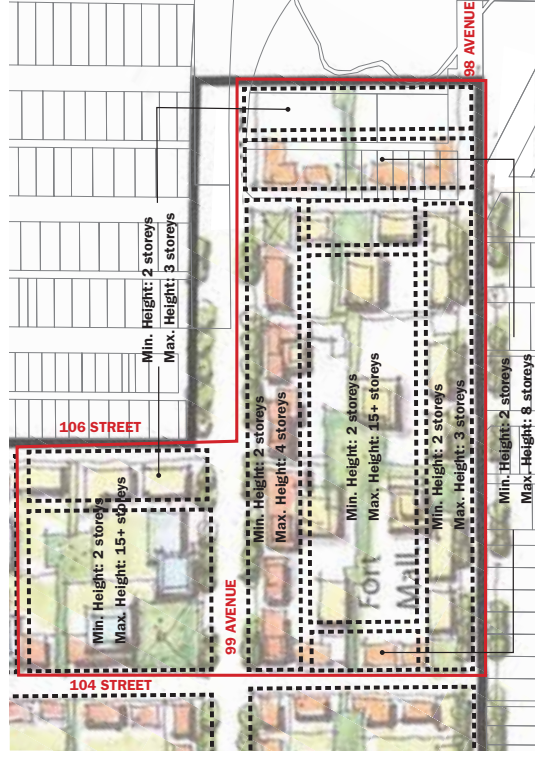 98 AVENUE
Min. Height: 2 storeys
Max. Height: 3 storeys
106 STREET
Min. Height: 2 storeys
Max. Height: 15+ storeys
Min. Height: 2 storeys
Max. Height: 4 storeys
Min. Height: 2 storeys
Max. Height: 15+ storeys
Min. Height: 2 storeys
Max. Height: 3 storeys
Min. Height: 2 storeys
Max. Height: 8 storeys
Fort
Mall
99 AVENUE
104 STREET